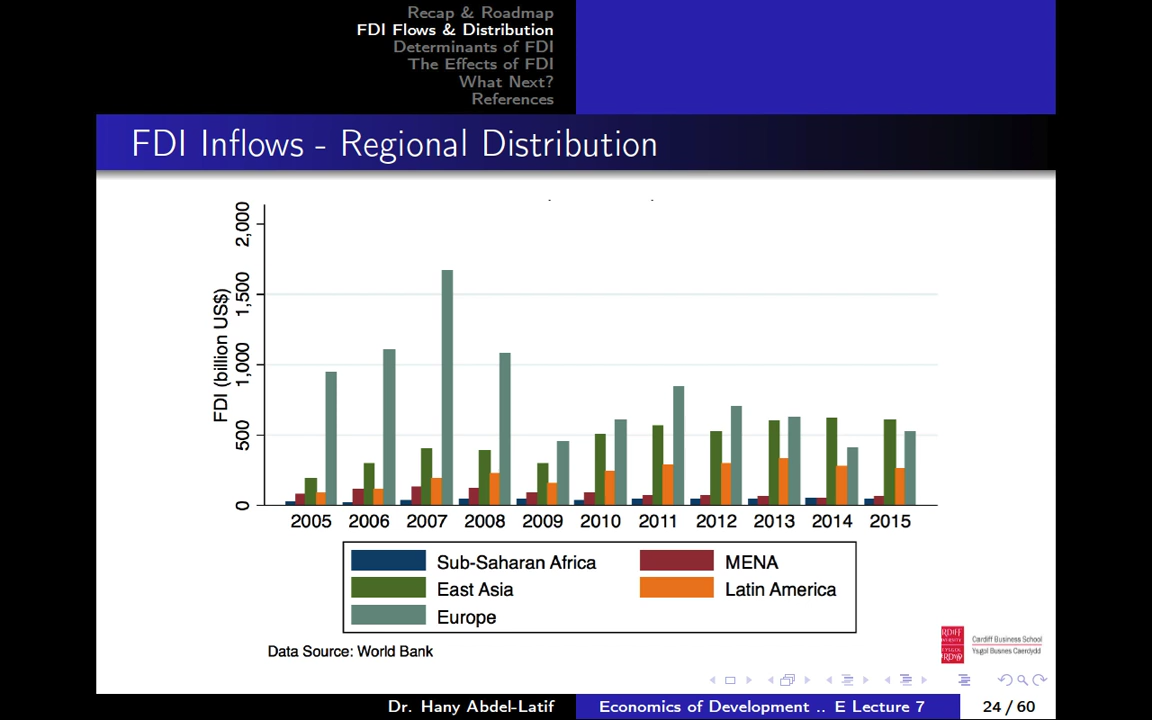 Recap & Roadmap
FDI Flows & Distribution
Determinants of FDI
The Effects of FDI
What Next?
References
FDI Inflows - Regional Distribution
FDI (billion US$)
2,000
1,500
1,000
500
0
2005 2006 2007 2008 2009 2010 2011 2012 2013 2014 2015
Sub-Saharan Africa MENA
East Asia Latin America
Europe
Data Source: World Bank
Cardiff Business School
Ysgol Busnes Caerdydd
Dr. Hany Abdel-Latif Economics of Development .. E Lecture 7 24 / 60